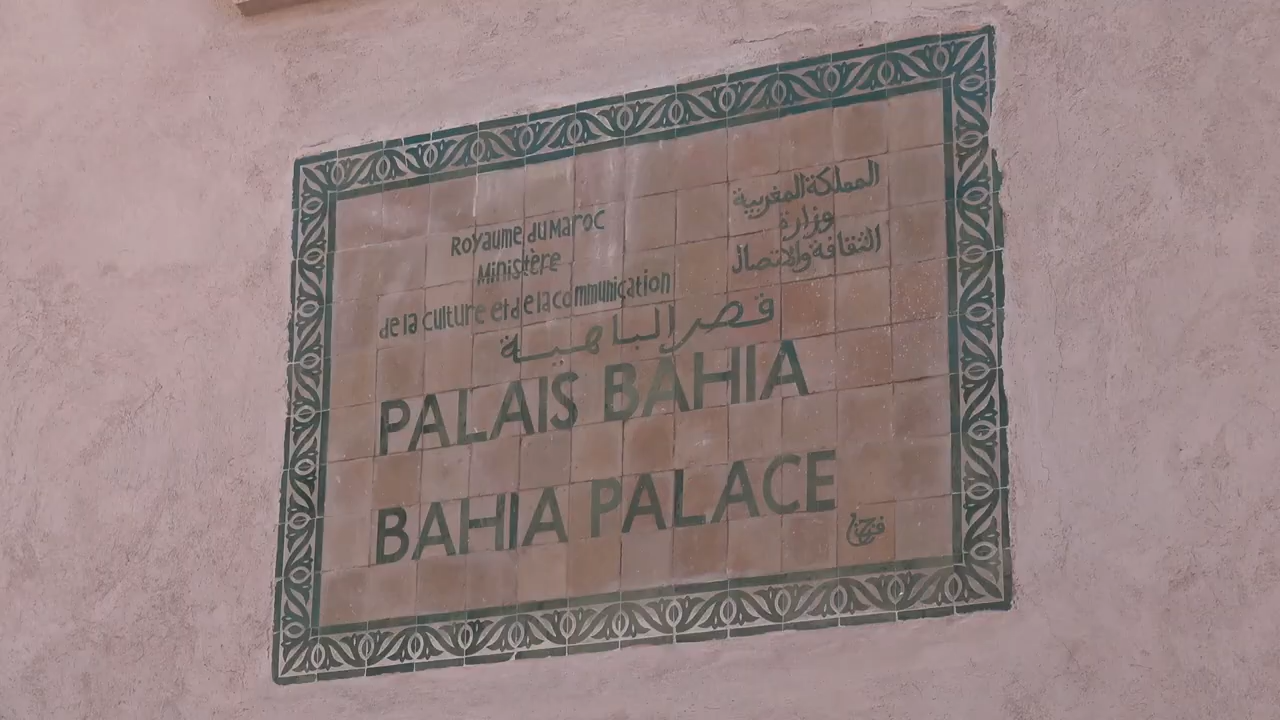 Royaume du Maroc
Ministère
de la culture et de la communication
المملكة المغربية
وزارة
الثقافة والاتصال
قصر الباهية
PALAIS BAHIA
BAHIA PALACE